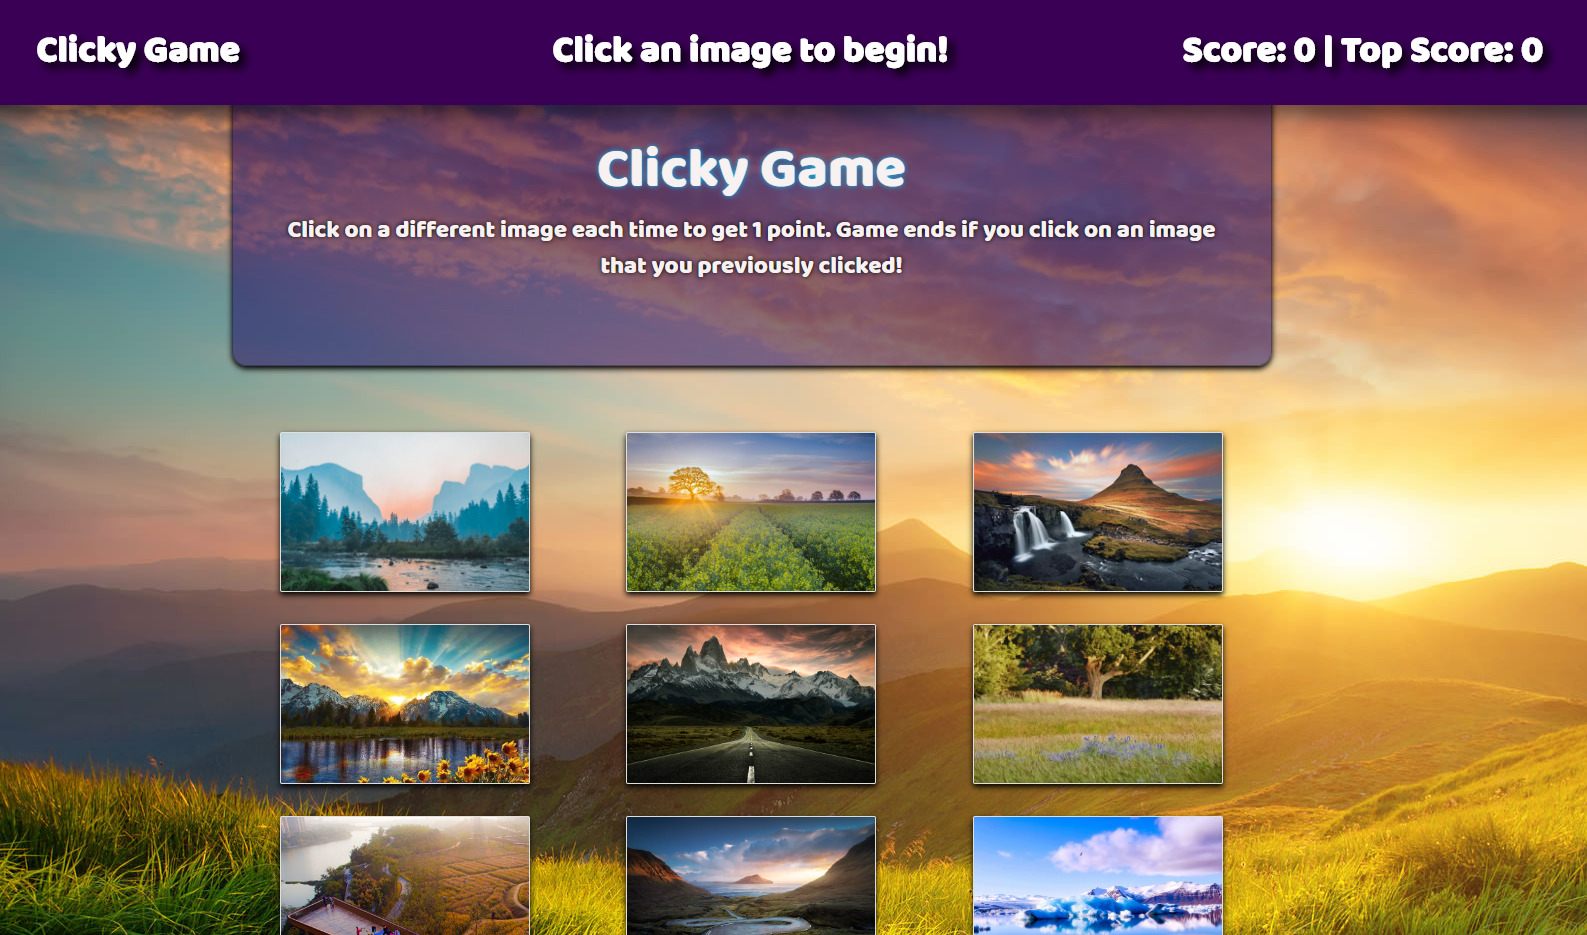 Clicky Game
Click an image to begin!
Score: 0 | Top Score: 0
Clicky Game
Click on a different image each time to get 1 point. Game ends if you click on an image
that you previously clicked!